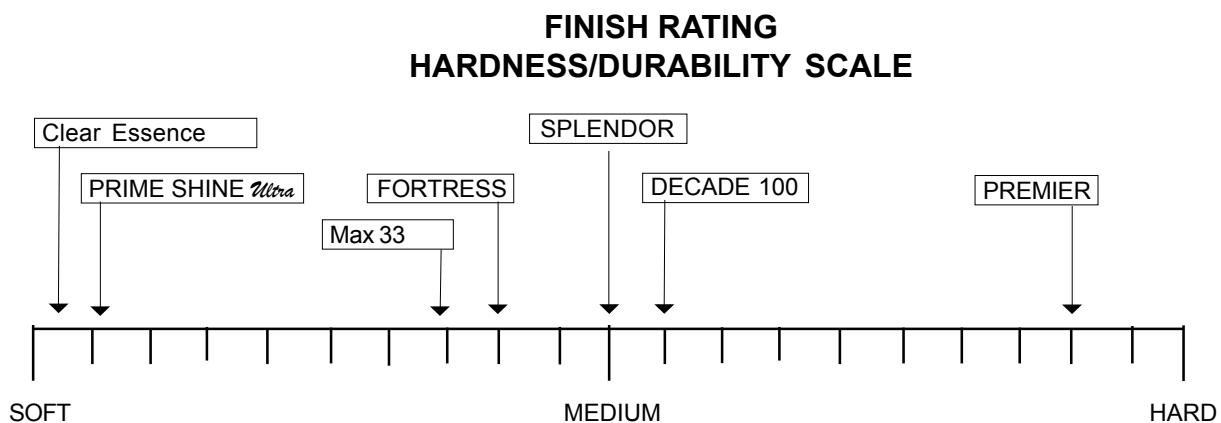 FINISH RATING
HARDNESS/DURABILITY SCALE
Clear Essence
SPLENDOR
PRIME SHINE Ultra
FORTRESS
DECADE 100
PREMIER
Max 33
SOFT
MEDIUM
HARD